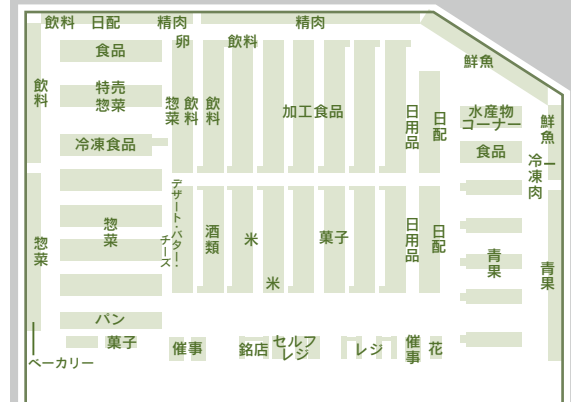 飲料
日配
精肉
精肉
卵
飲料
食品
鮮魚
飲料
特売
惣菜
惣菜
飲料
飲料
加工食品
日用品
日配
水産物
コーナー
鮮魚
冷凍食品
食品
冷凍肉
デザート・バター・
チーズ
惣菜
惣菜
酒類
米
米
菓子
日用品
日配
青果
青果
パン
菓子
催事
銘店
セルフ
レジ
レジ
催事
花
ベーカリー